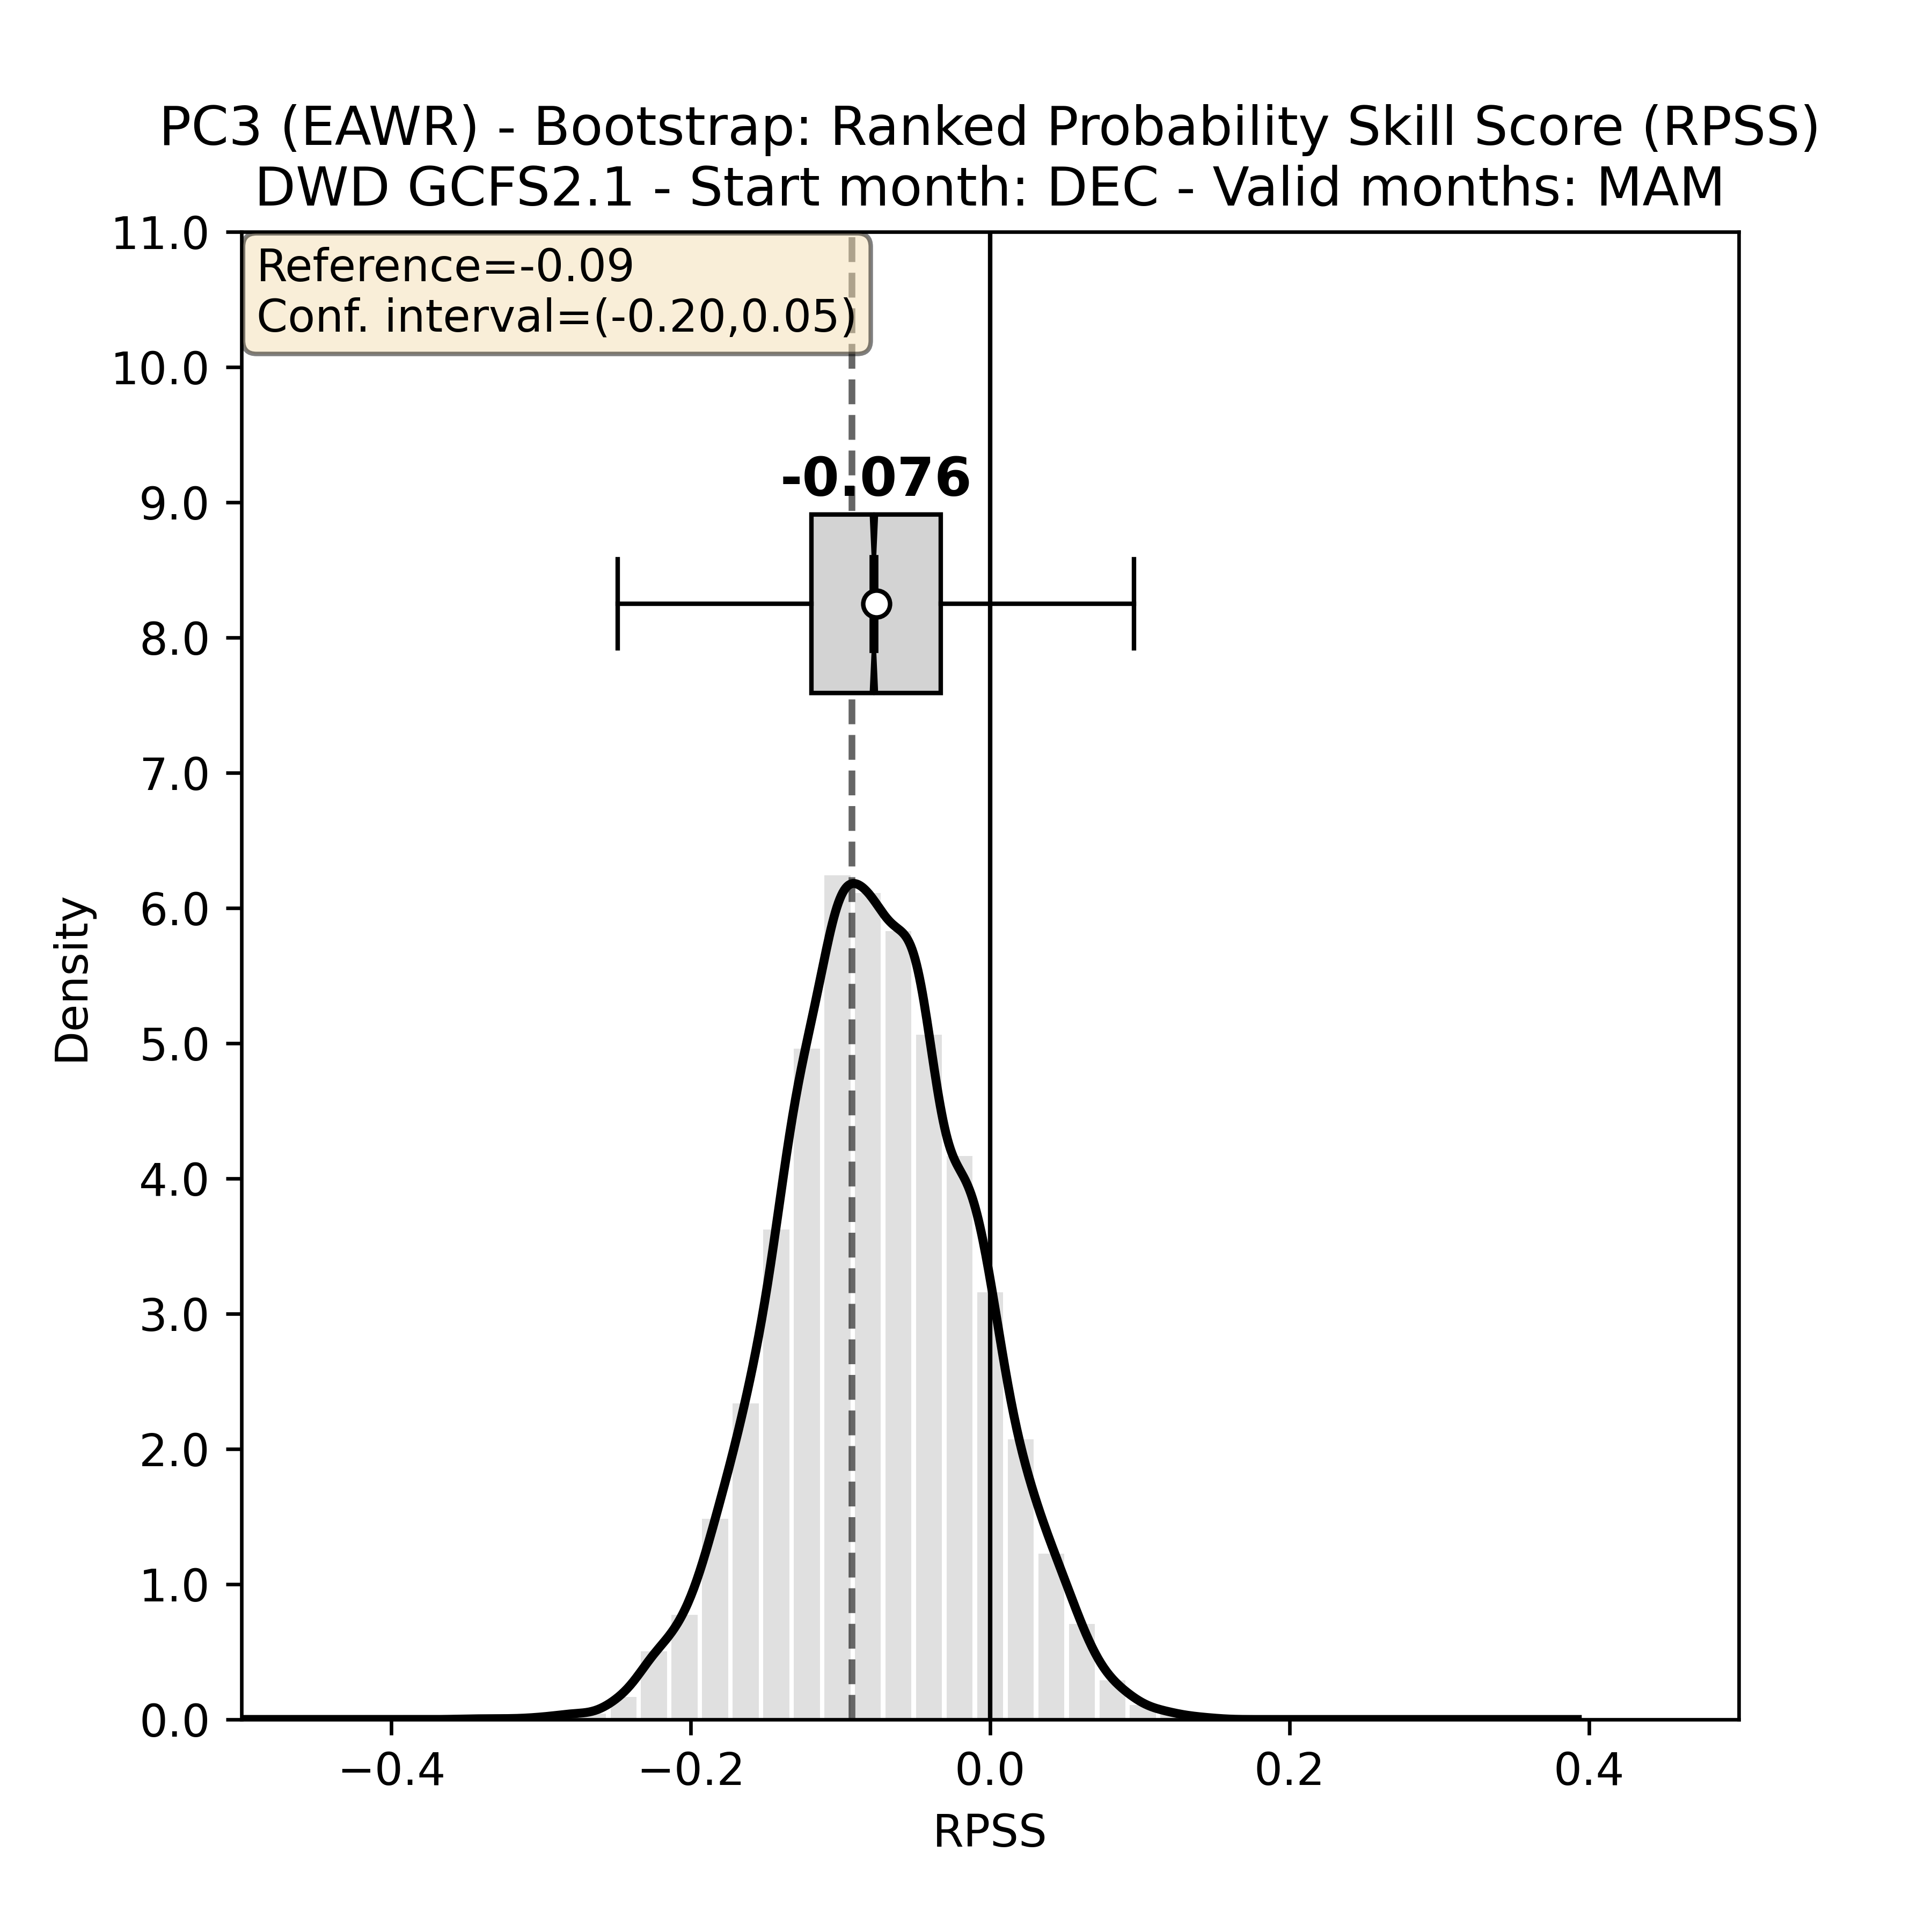 PC3 (EAWR) - Bootstrap: Ranked Probability Skill Score (RPSS)
DWD GCFS2.1 - Start month: DEC - Valid months: MAM
11.0
Reference=-0.09
Conf. interval=(-0.20,0.05)
10.0
-0.076
9.0
8.0
7.0
6.0
Density
5.0
4.0
3.0
2.0
1.0
0.0
−0.4 −0.2 0.0 0.2 0.4
RPSS